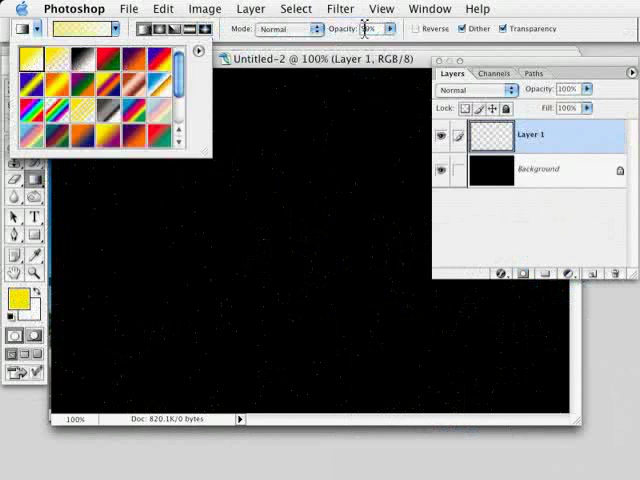 Photoshop File Edit Image Layer Select Filter View Window Help
Mode: Normal Opacity: Reverse Dither Transparency
Untitled-2 @ 100% (Layer 1, RGB/8)
Layers Channels Paths
Normal Opacity: 100%
Lock: Fill: 100%
Layer 1
Background
T
100% Doc: 820.1K/0 bytes